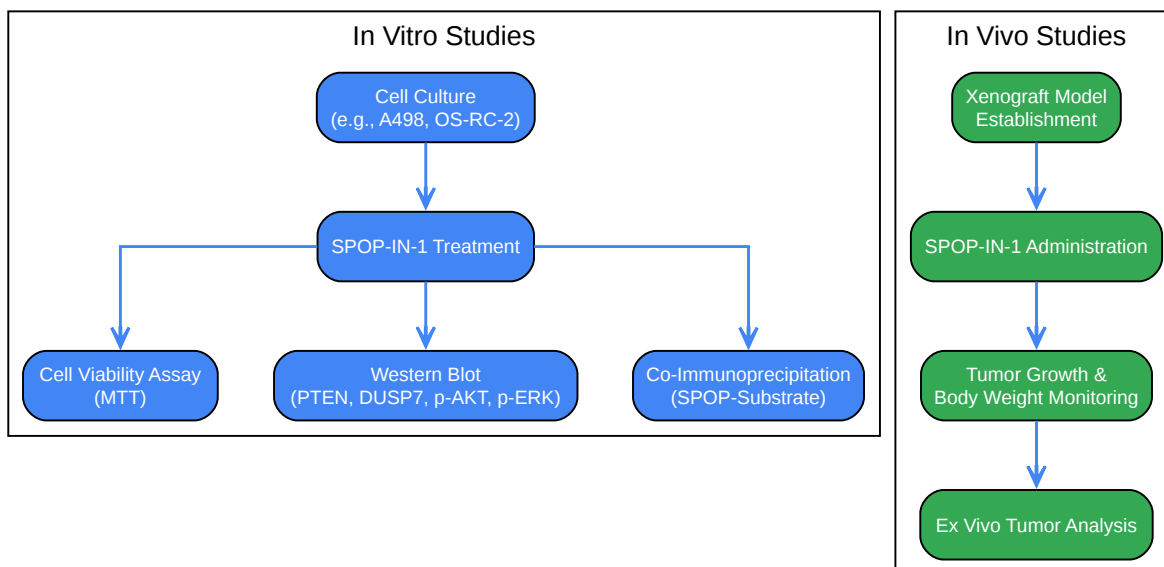 In Vitro Studies
Cell Culture
(e.g., A498, OS-RC-2)
SPOP-IN-1 Treatment
Cell Viability Assay
(MTT)
Western Blot
(PTEN, DUSP7, p-AKT, p-ERK)
Co-Immunoprecipitation
(SPOP-Substrate)
In Vivo Studies
Xenograft Model
Establishment
SPOP-IN-1 Administration
Tumor Growth &
Body Weight Monitoring
Ex Vivo Tumor Analysis